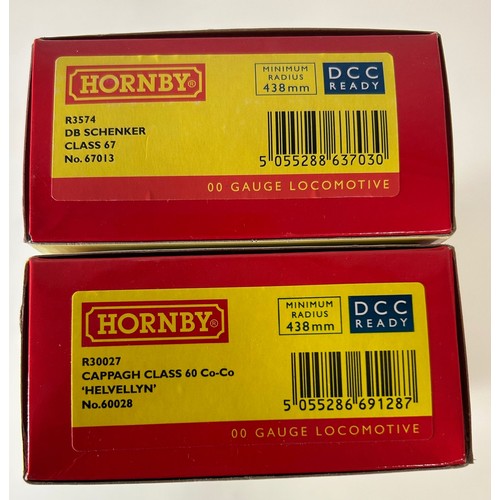 HORNBY®
MINIMUM
RADIUS
438mm
DCC
READY
R3574
DB SCHENKER
CLASS 67
No. 67013
5 055288 637030
00 GAUGE LOCOMOTIVE
HORNBY®
MINIMUM
RADIUS
438mm
DCC
READY
R30027
CAPPAGH CLASS 60 Co-Co
‘HELVELLYN’
No.60028
5 055286 691287
00 GAUGE LOCOMOTIVE